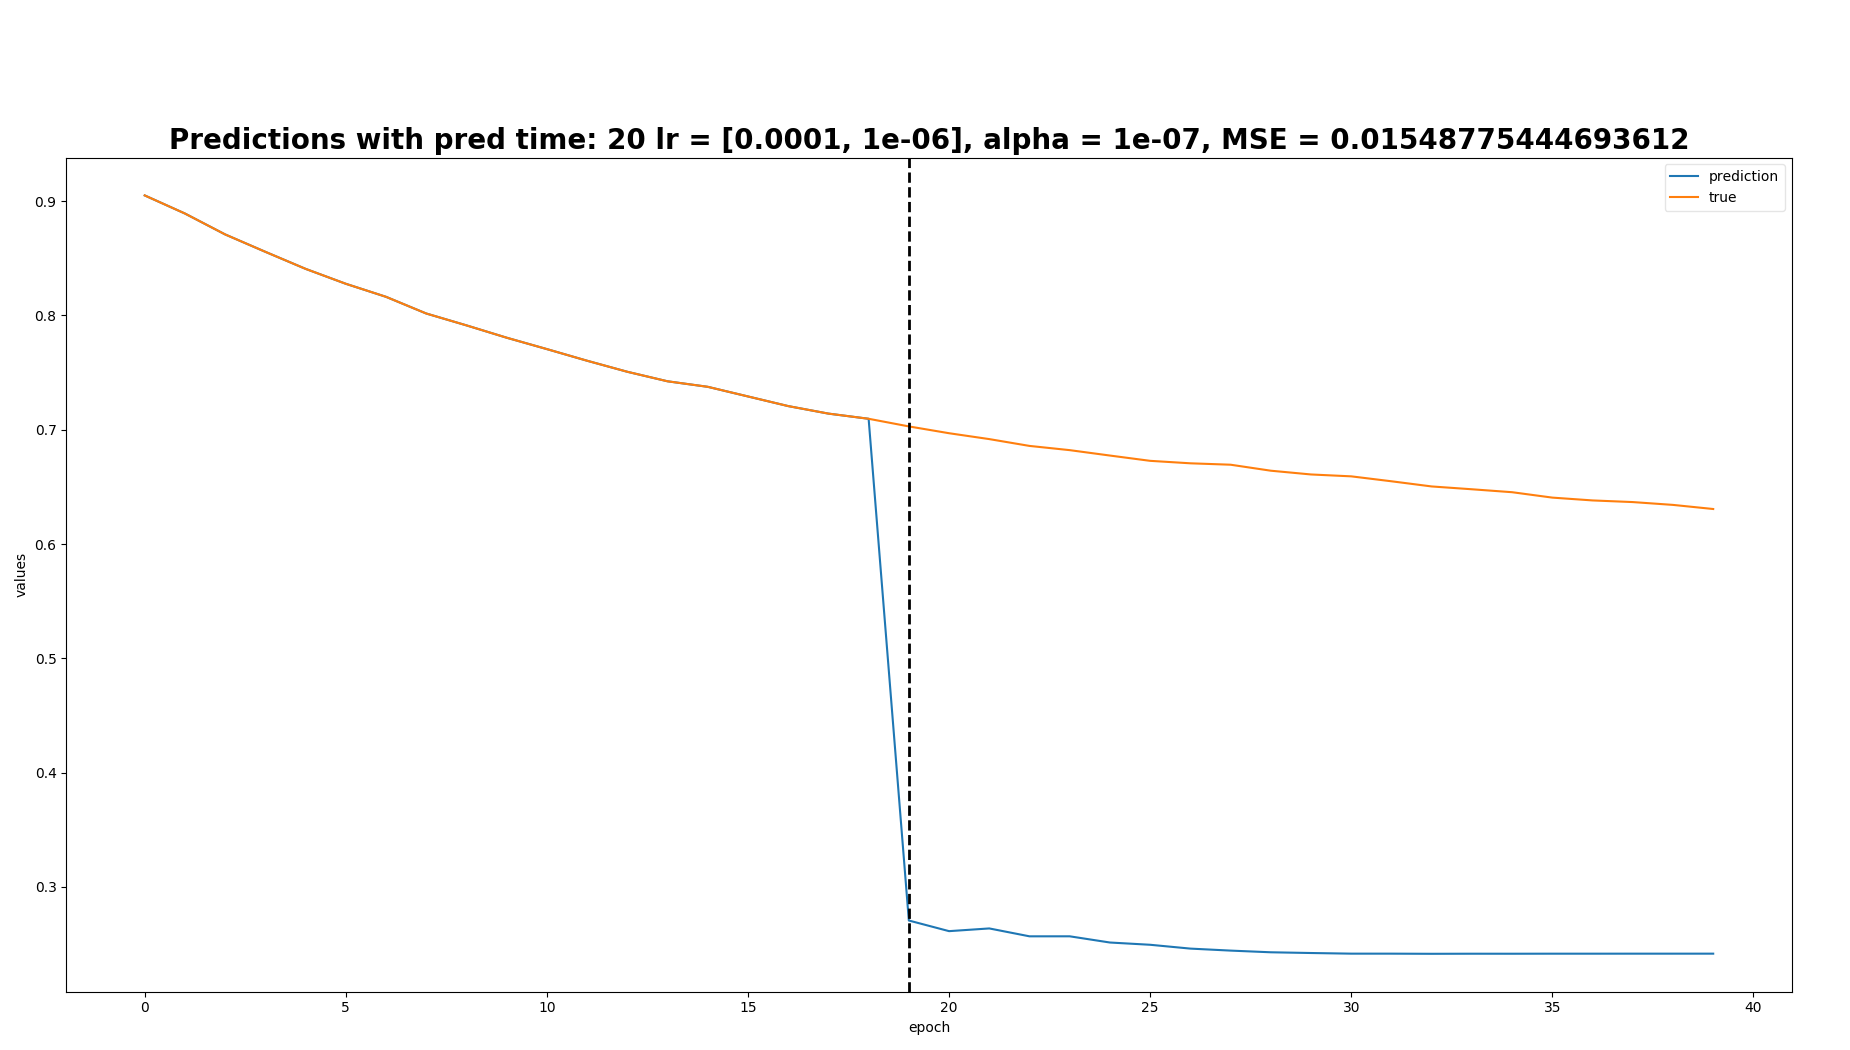 Predictions with pred time: 20 lr = [0.0001, 1e-06], alpha = 1e-07, MSE = 0.01548775444693612
prediction
true
0.9
0.8
0.7
0.6
0.5
0.4
0.3
values
0 5 10 15 20 25 30 35 40
epoch